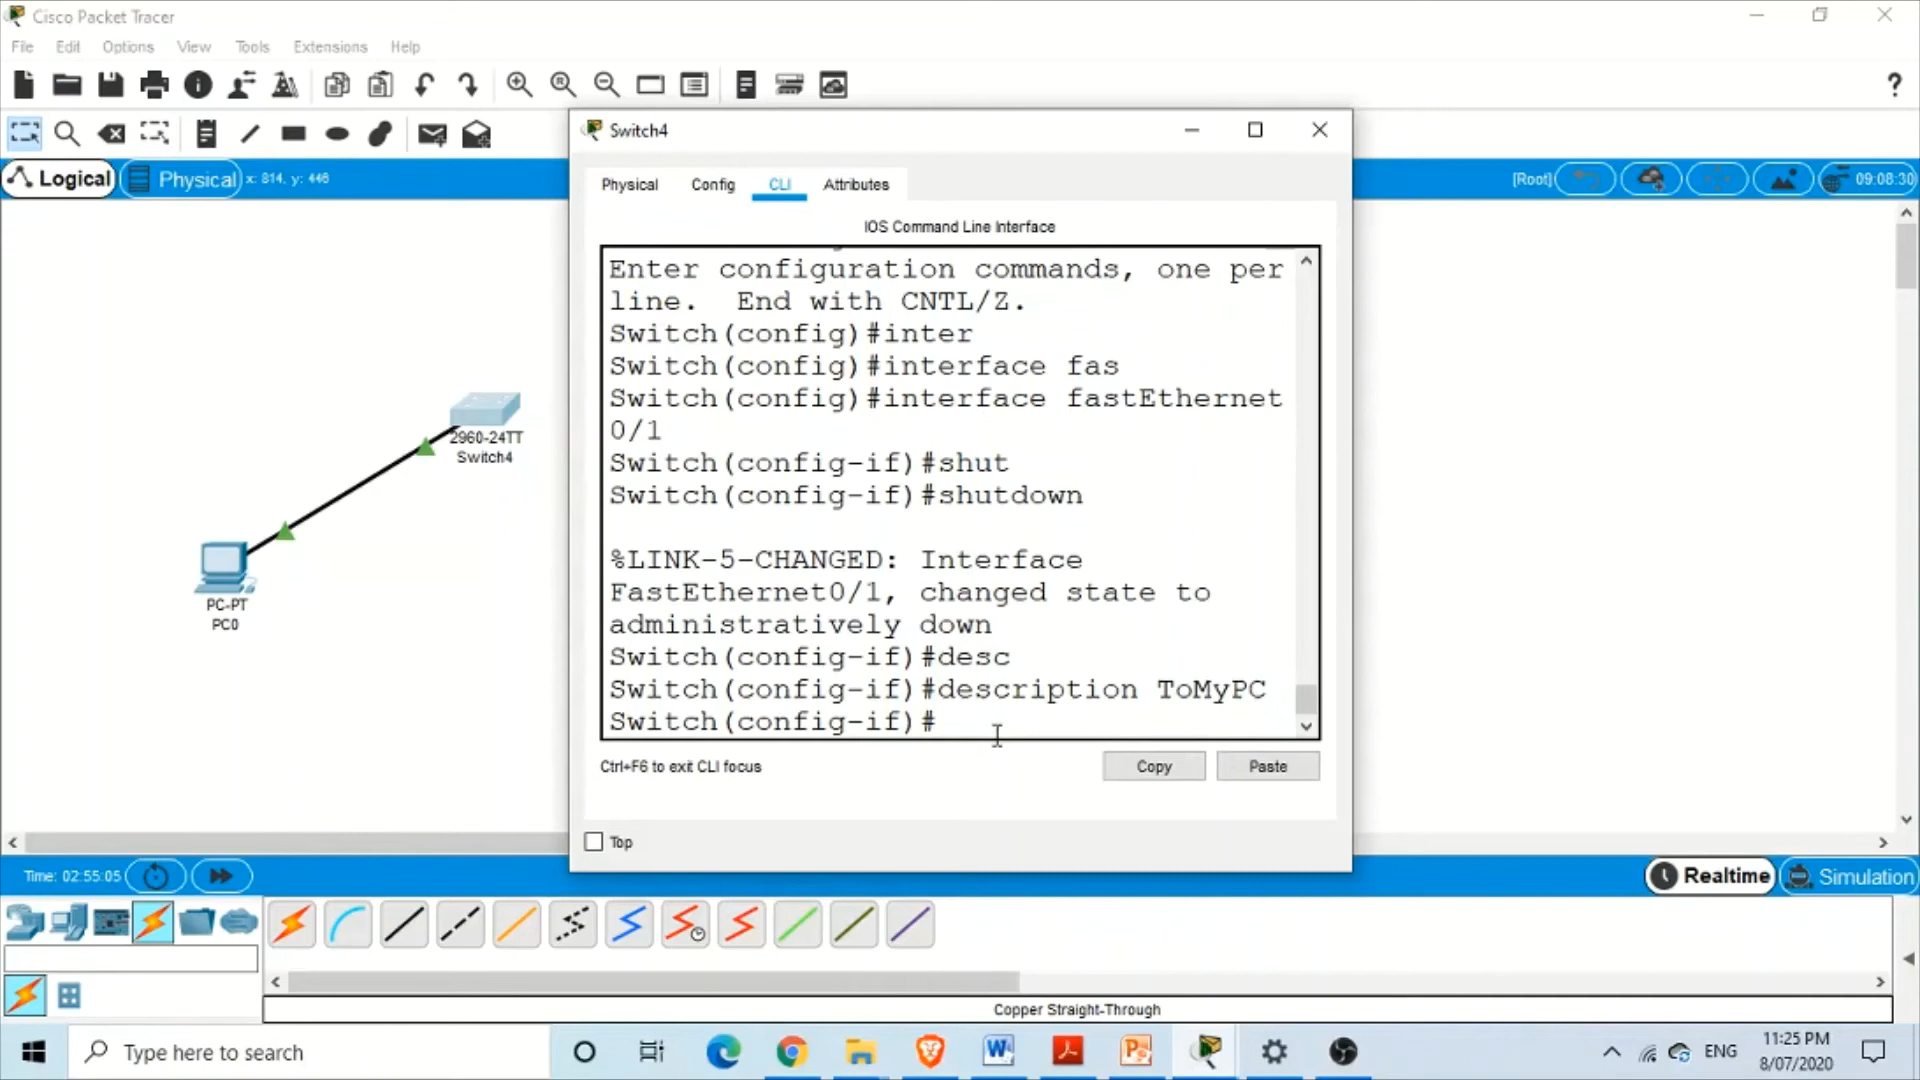 Cisco Packet Tracer
File Edit Options View Tools Extensions Help
?
Logical Physical x: 814, y: 446 [Root] 09:08:30
Switch4
Physical Config CLI Attributes
IOS Command Line Interface
Enter configuration commands, one per
line.  End with CNTL/Z.
Switch(config)#inter
Switch(config)#interface fas
Switch(config)#interface fastEthernet
0/1
Switch(config-if)#shut
Switch(config-if)#shutdown
%LINK-5-CHANGED: Interface
FastEthernet0/1, changed state to
administratively down
Switch(config-if)#desc
Switch(config-if)#description ToMyPC
Switch(config-if)#
Ctrl+F6 to exit CLI focus Copy Paste
Top
2960-24TT
Switch4
PC-PT
PC0
Time: 02:55:05 Realtime Simulation
Copper Straight-Through
Type here to search ENG 11:25 PM
8/07/2020